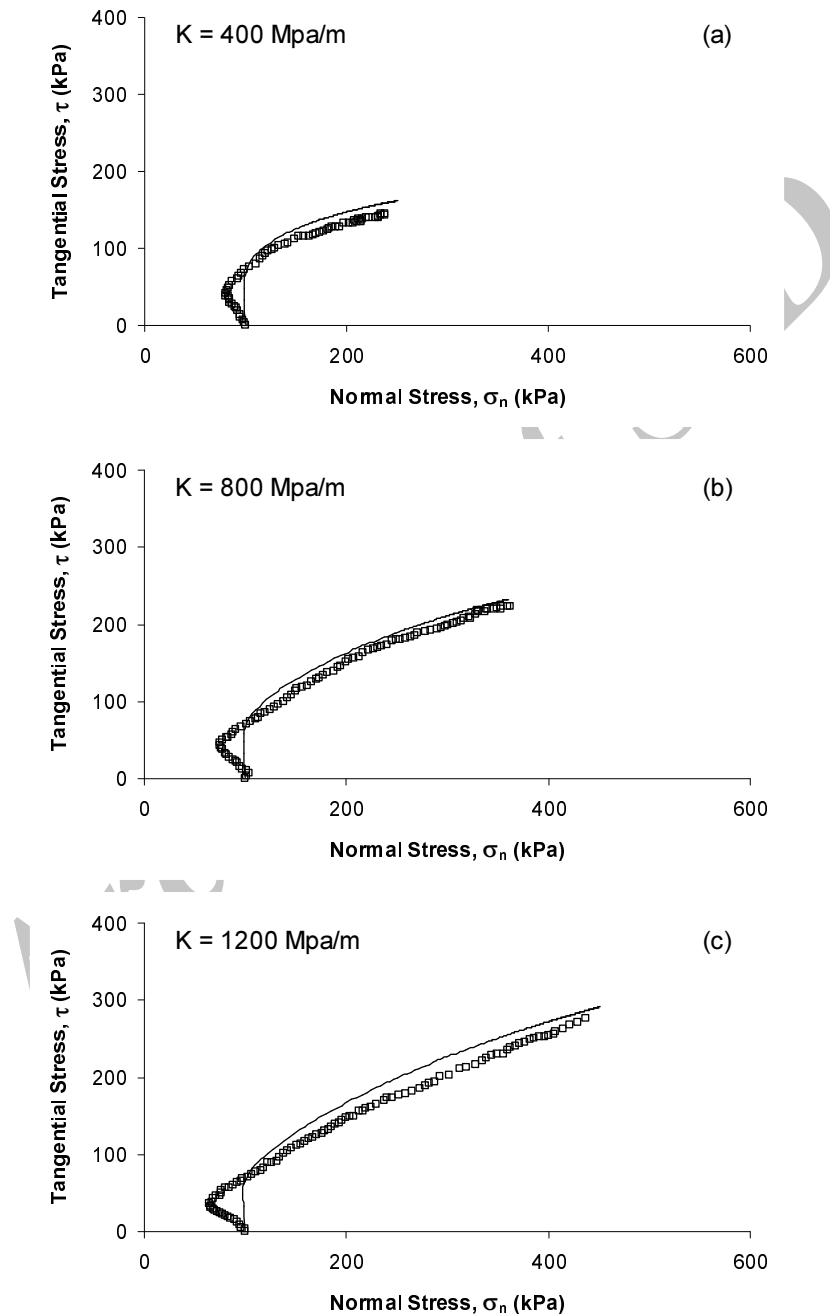 K = 400 Mpa/m
(a)
Tangential Stress, τ (kPa)
400
300
200
100
0
0 200 400 600
Normal Stress, σn (kPa)
K = 800 Mpa/m
(b)
Tangential Stress, τ (kPa)
400
300
200
100
0
0 200 400 600
Normal Stress, σn (kPa)
K = 1200 Mpa/m
(c)
Tangential Stress, τ (kPa)
400
300
200
100
0
0 200 400 600
Normal Stress, σn (kPa)